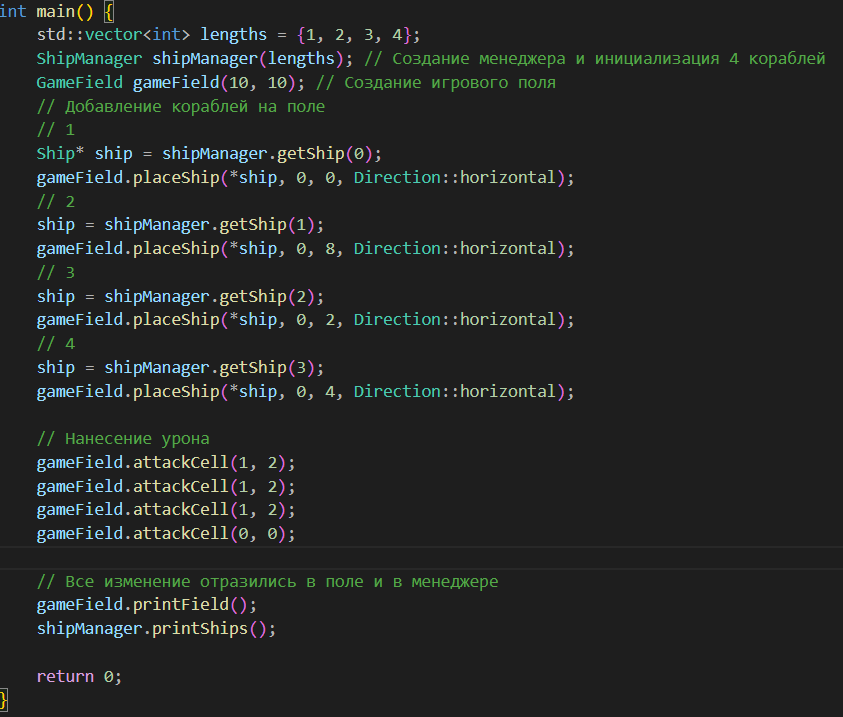 int main() {
    std::vector<int> lengths = {1, 2, 3, 4};
    ShipManager shipManager(lengths); // Создание менеджера и инициализация 4 кораблей
    GameField gameField(10, 10); // Создание игрового поля
    // Добавление кораблей на поле
    // 1
    Ship* ship = shipManager.getShip(0);
    gameField.placeShip(*ship, 0, 0, Direction::horizontal);
    // 2
    ship = shipManager.getShip(1);
    gameField.placeShip(*ship, 0, 8, Direction::horizontal);
    // 3
    ship = shipManager.getShip(2);
    gameField.placeShip(*ship, 0, 2, Direction::horizontal);
    // 4
    ship = shipManager.getShip(3);
    gameField.placeShip(*ship, 0, 4, Direction::horizontal);

    // Нанесение урона
    gameField.attackCell(1, 2);
    gameField.attackCell(1, 2);
    gameField.attackCell(1, 2);
    gameField.attackCell(0, 0);

    // Все изменение отразились в поле и в менеджере
    gameField.printField();
    shipManager.printShips();

    return 0;
}